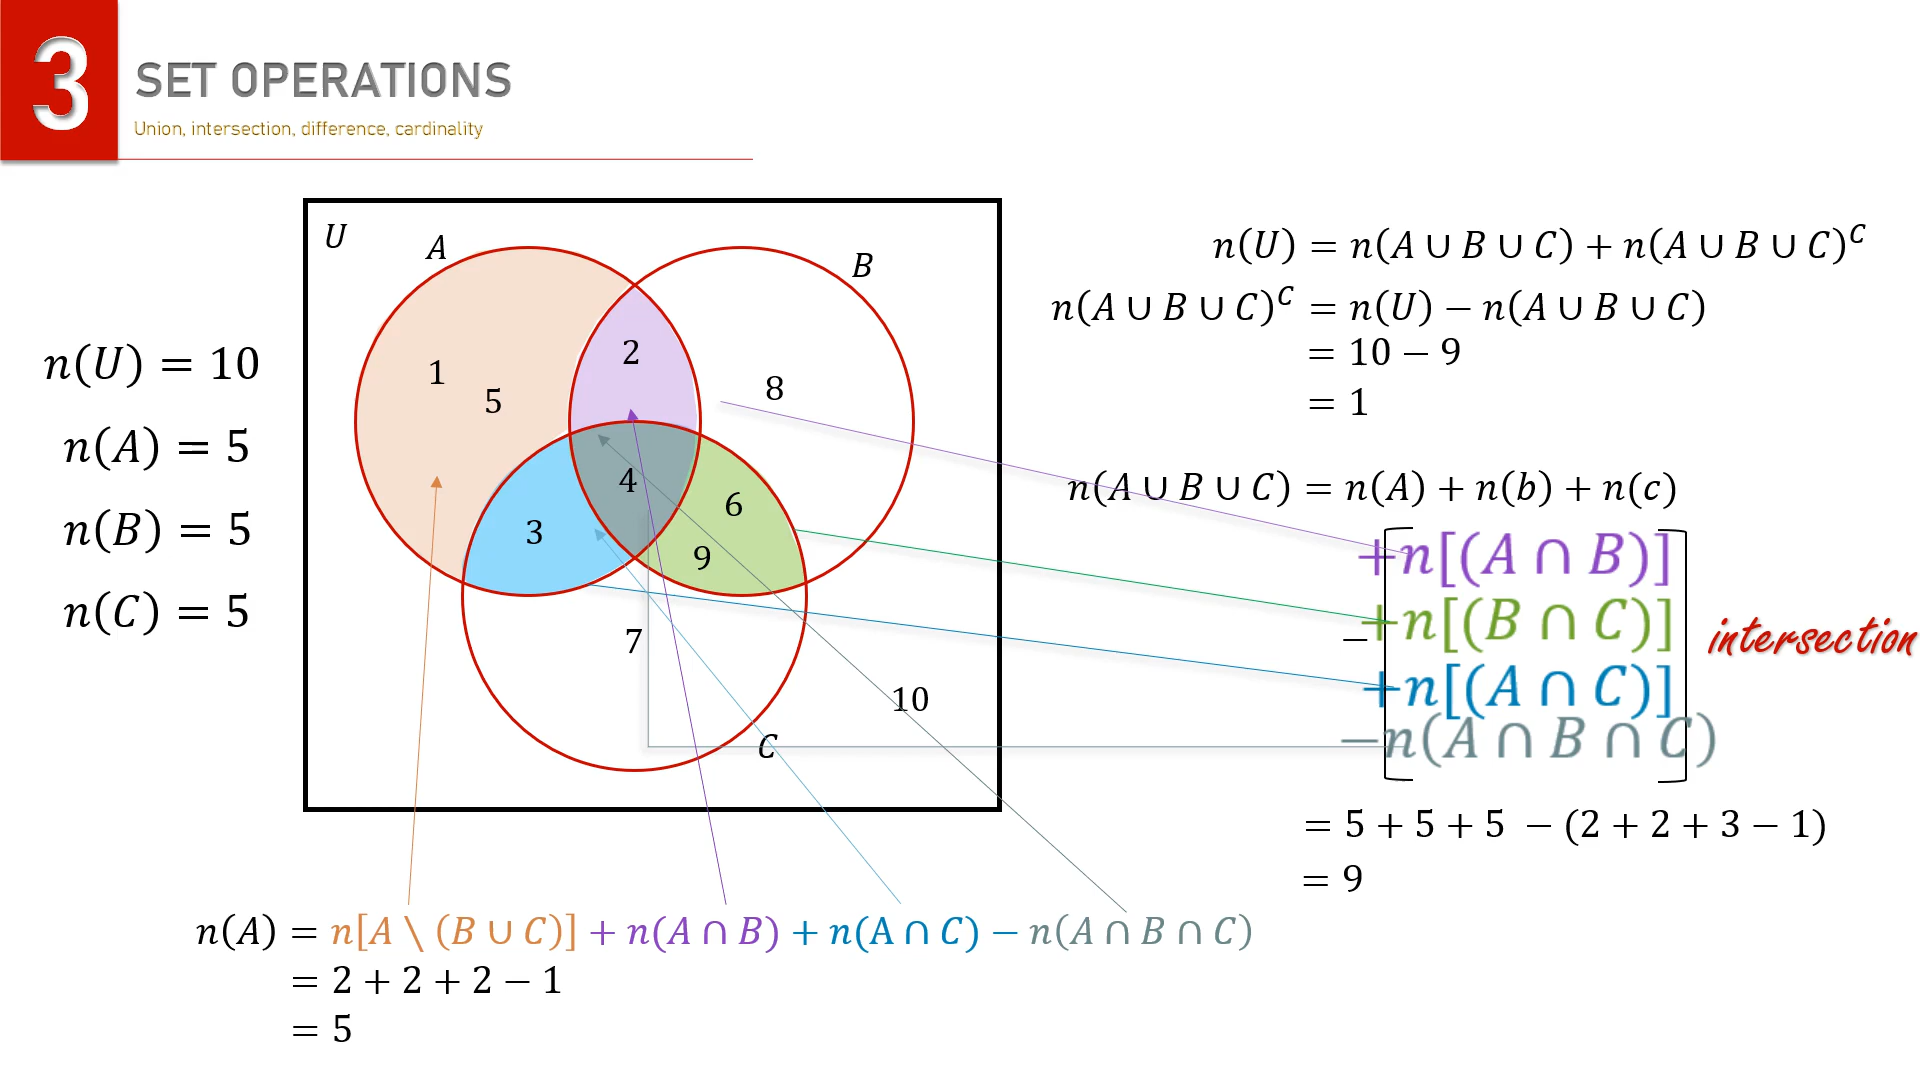 3
SET OPERATIONS
Union, intersection, difference, cardinality
n(U) = 10
n(A) = 5
n(B) = 5
n(C) = 5
U
A
B
1
5
2
8
4
3
6
9
7
10
C
n(U) = n(A ∪ B ∪ C) + n(A ∪ B ∪ C)^C
n(A ∪ B ∪ C)^C = n(U) − n(A ∪ B ∪ C)
= 10 − 9
= 1
n(A ∪ B ∪ C) = n(A) + n(b) + n(c)
+n[(A ∩ B)]
− +n[(B ∩ C)]
intersection
+n[(A ∩ C)]
−n(A ∩ B ∩ C)
= 5 + 5 + 5 − (2 + 2 + 3 − 1)
= 9
n(A) = n[A \ (B ∪ C)] + n(A ∩ B) + n(A ∩ C) − n(A ∩ B ∩ C)
= 2 + 2 + 2 − 1
= 5